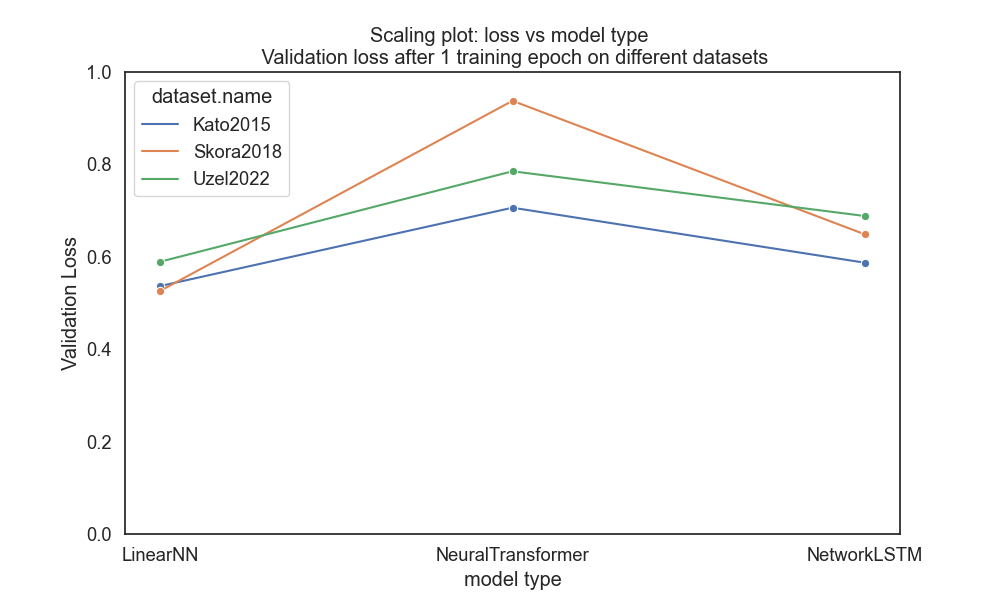 Scaling plot: loss vs model type
Validation loss after 1 training epoch on different datasets
1.0
dataset.name
Kato2015
Skora2018
Uzel2022
0.8
0.6
0.4
0.2
0.0
Validation Loss
LinearNN
NeuralTransformer
NetworkLSTM
model type